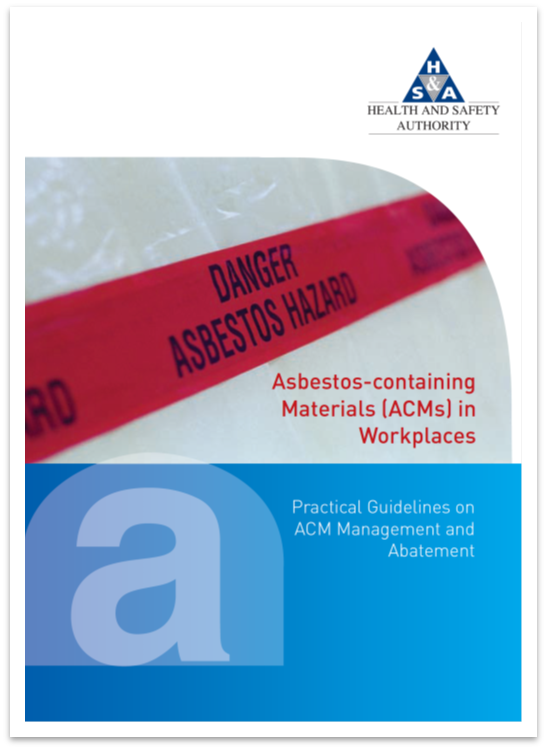 H
S & A
HEALTH AND SAFETY
AUTHORITY
DANGER
ASBESTOS HAZARD
RD
Asbestos-containing
Materials (ACMs) in
Workplaces
Practical Guidelines on
ACM Management and
Abatement
a